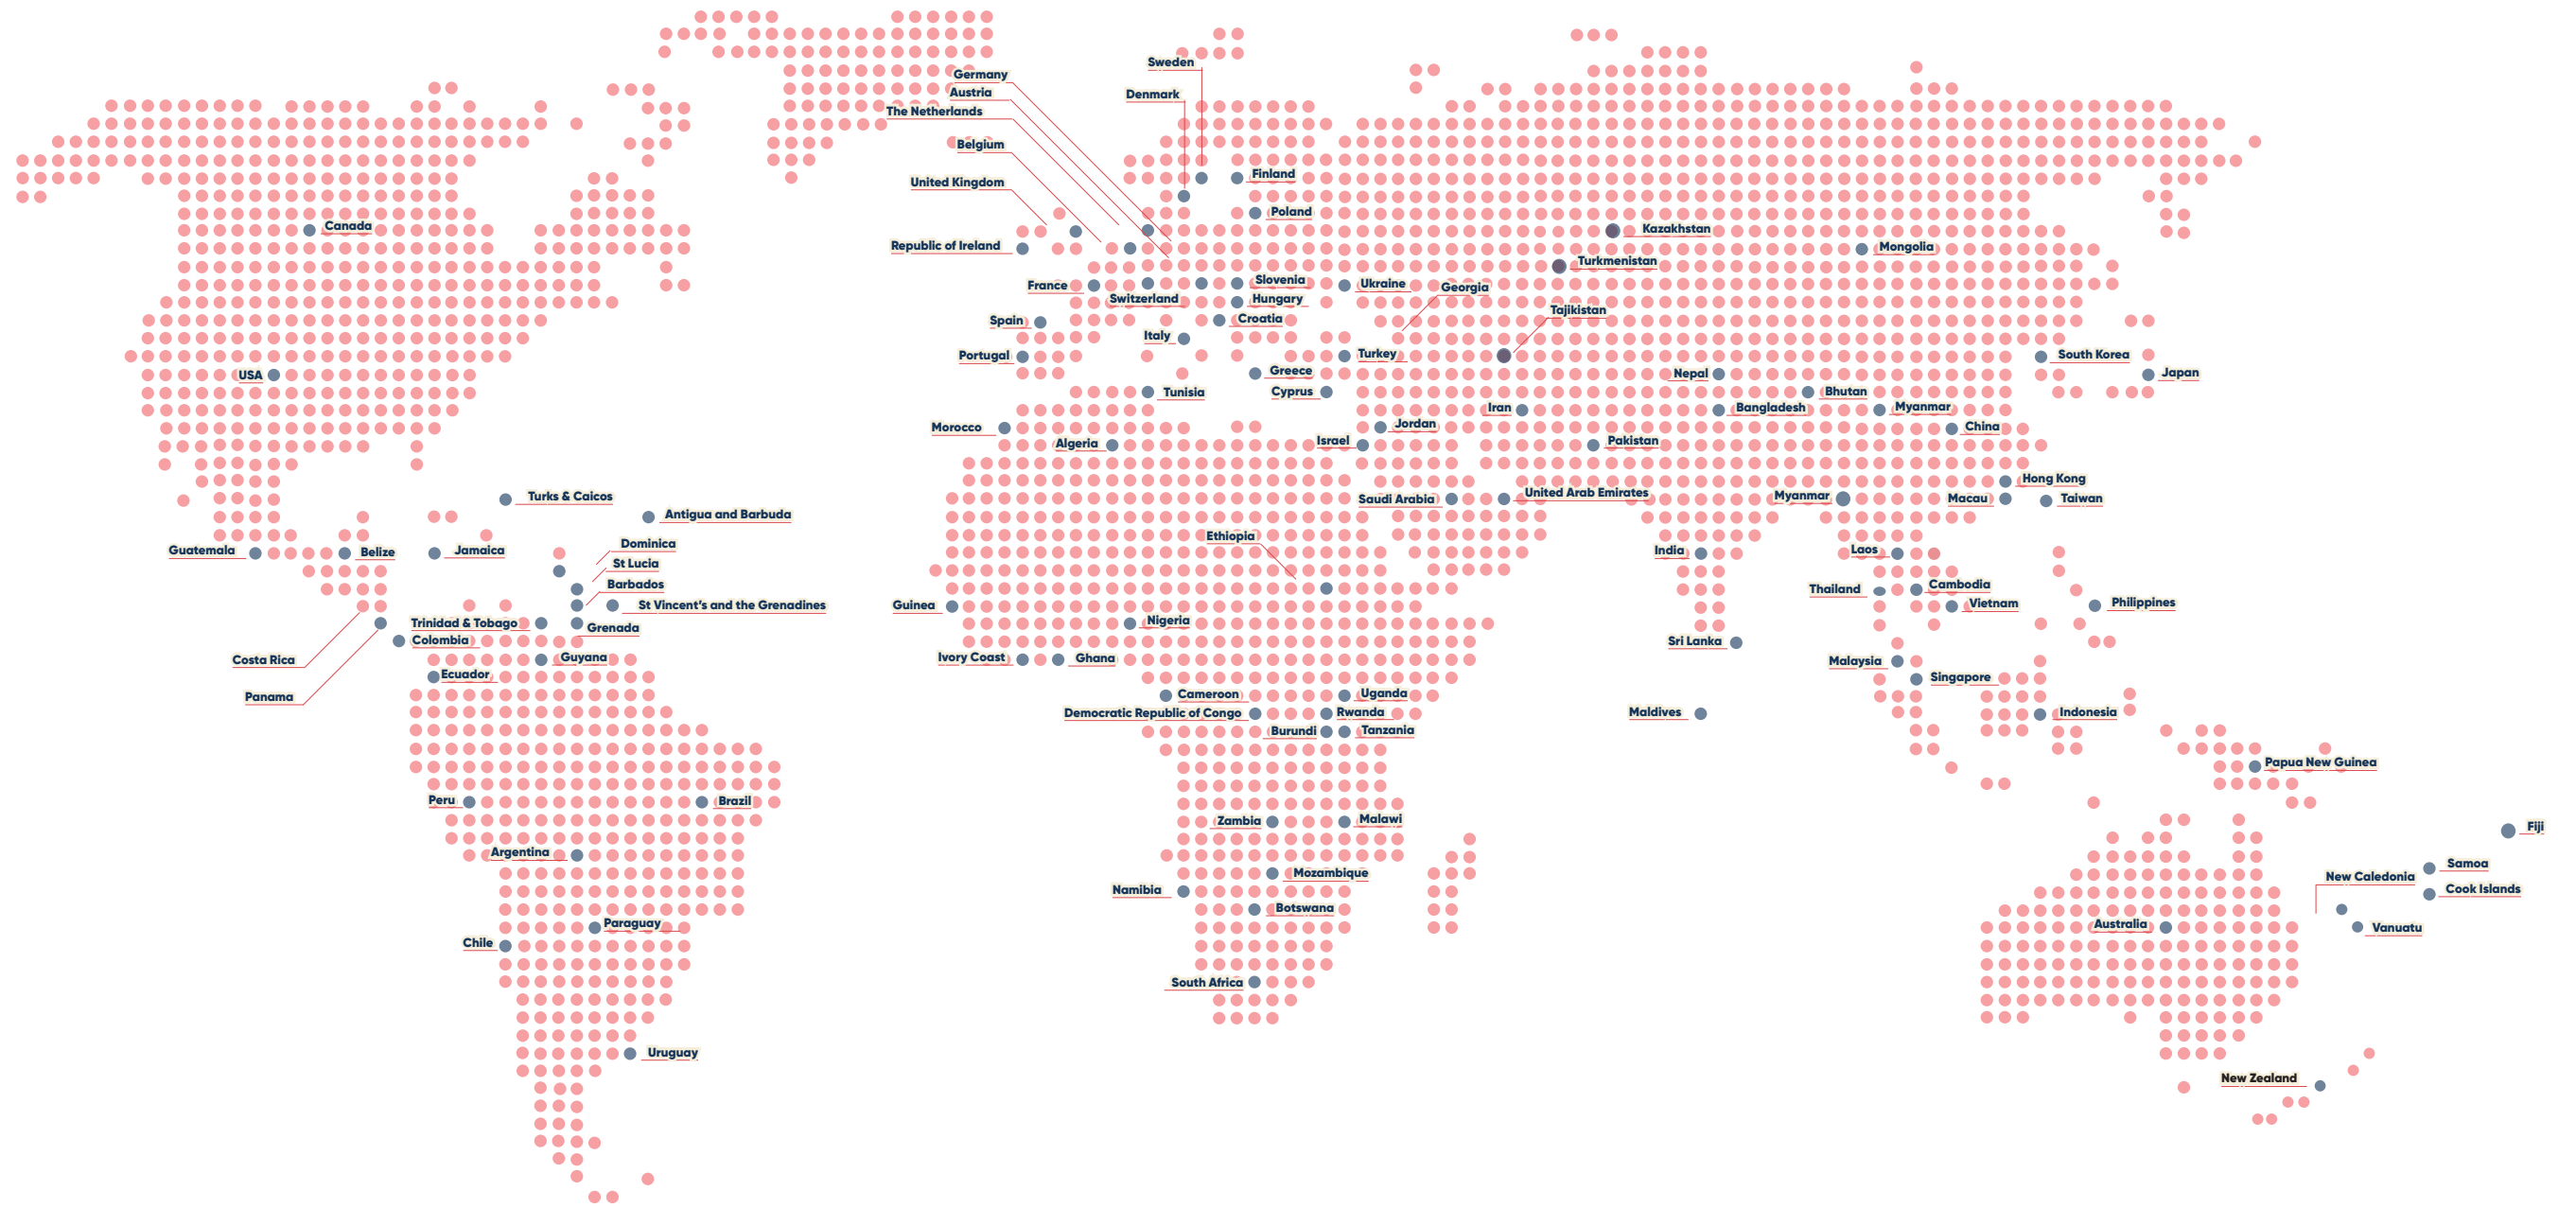 Sweden
Germany
Austria
Denmark
The Netherlands
Belgium
Finland
United Kingdom
Poland
Canada
Kazakhstan
Republic of Ireland
Mongolia
Turkmenistan
France
Slovenia
Ukraine
Georgia
Switzerland
Hungary
Tajikistan
Spain
Croatia
Italy
Portugal
Turkey
South Korea
USA
Greece
Nepal
Japan
Tunisia
Cyprus
Bhutan
Iran
Bangladesh
Myanmar
Morocco
Jordan
China
Algeria
Israel
Pakistan
Hong Kong
Turks & Caicos
Saudi Arabia
United Arab Emirates
Myanmar
Macau
Taiwan
Antigua and Barbuda
Ethiopia
Dominica
Guatemala
Belize
Jamaica
India
Laos
St Lucia
Barbados
Thailand
Cambodia
St Vincent's and the Grenadines
Guinea
Vietnam
Philippines
Trinidad & Tobago
Grenada
Nigeria
Colombia
Sri Lanka
Costa Rica
Guyana
Ivory Coast
Ghana
Malaysia
Ecuador
Singapore
Panama
Cameroon
Uganda
Democratic Republic of Congo
Rwanda
Maldives
Indonesia
Burundi
Tanzania
Papua New Guinea
Peru
Brazil
Zambia
Malawi
Fiji
Argentina
Samoa
Mozambique
New Caledonia
Namibia
Cook Islands
Botswana
Paraguay
Australia
Vanuatu
Chile
South Africa
Uruguay
New Zealand